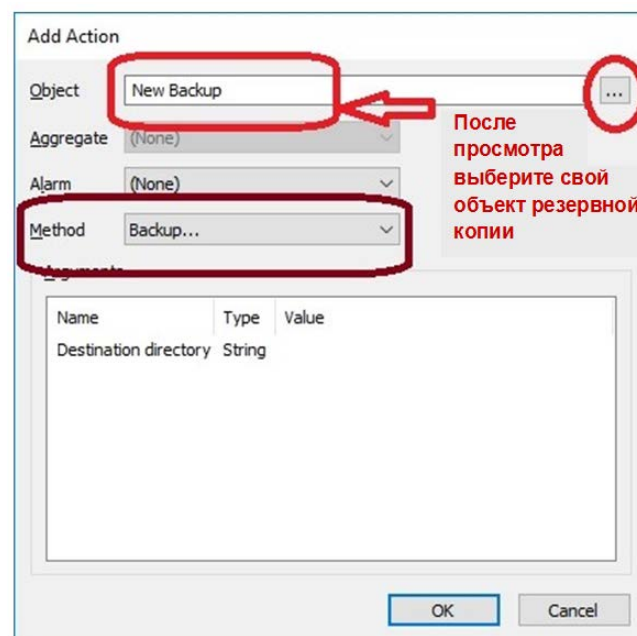 Add Action
Object
New Backup
...
Aggregate
(None)
После
просмотра
выберите свой
объект резервной
копии
Alarm
(None)
Method
Backup...
Arguments
Name Type Value
Destination directory String
OK
Cancel